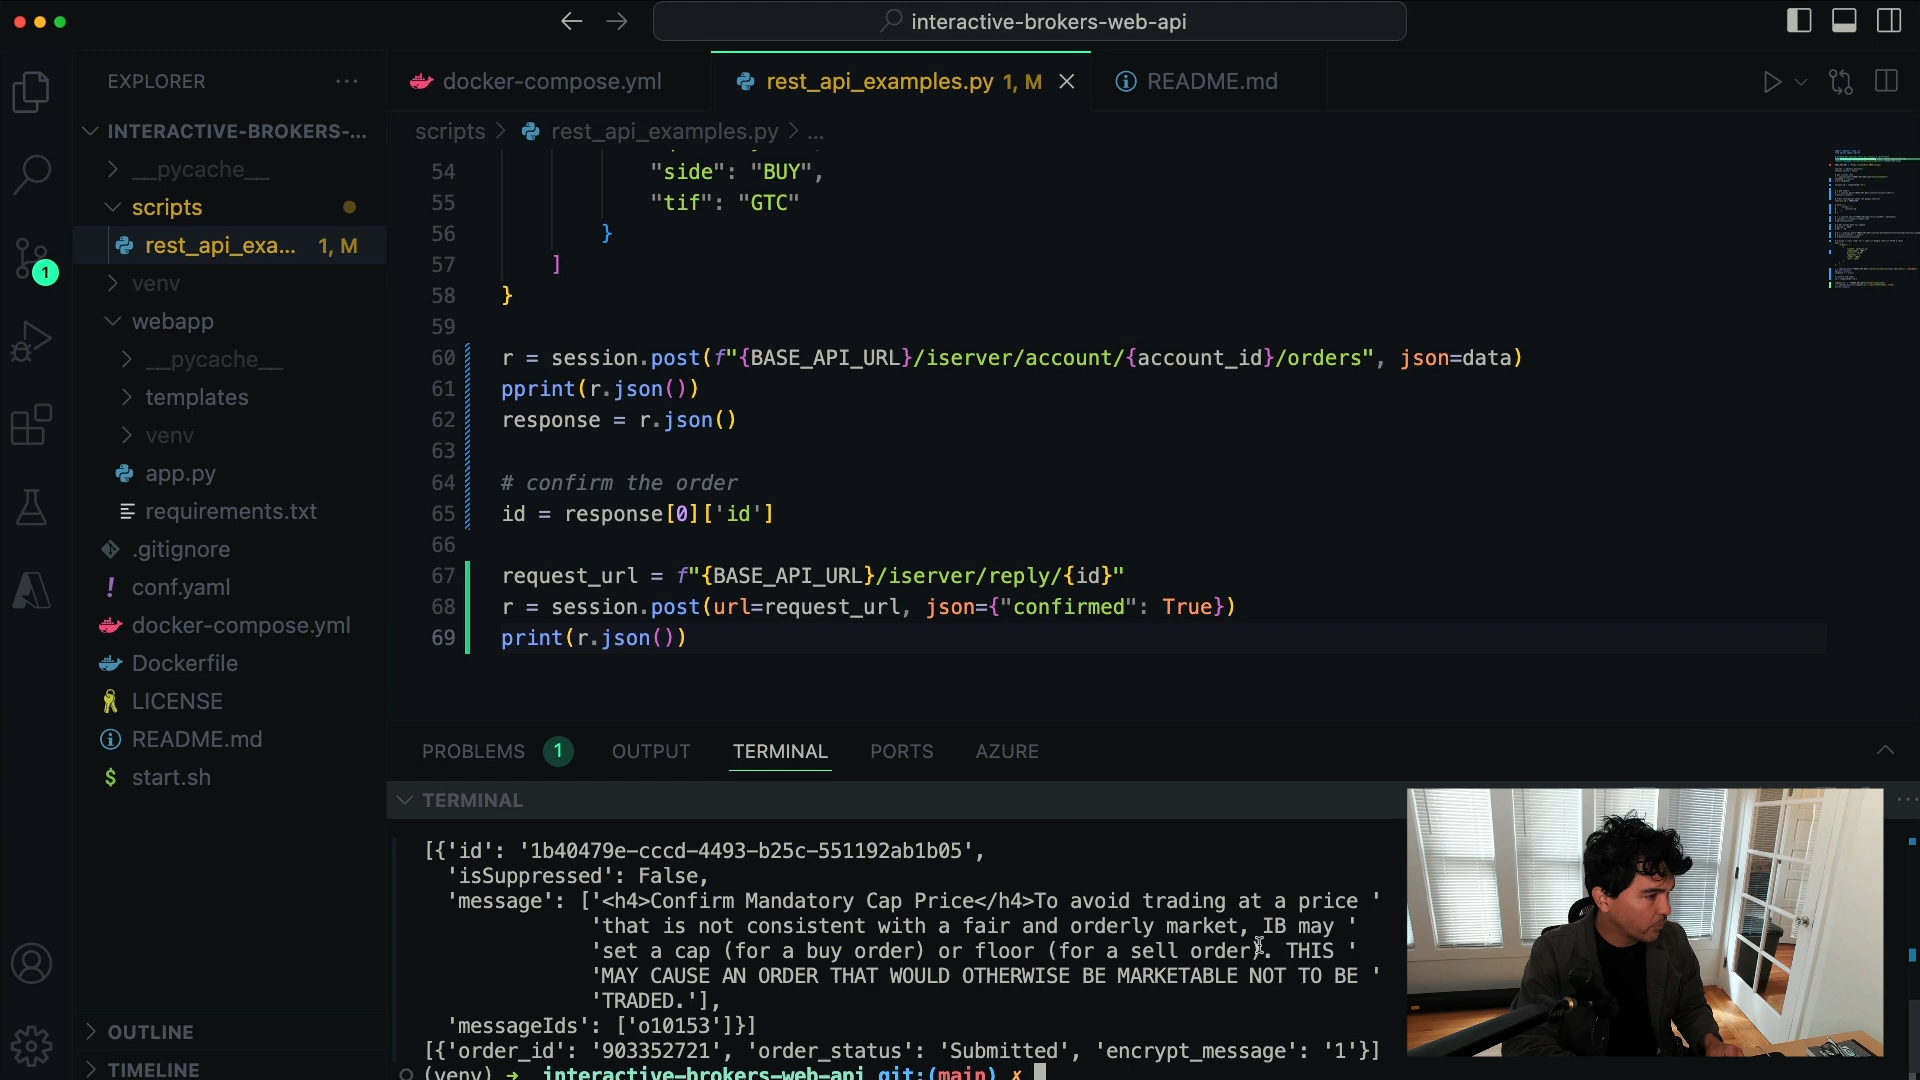 interactive-brokers-web-api
EXPLORER
docker-compose.yml
rest_api_examples.py 1, M
README.md
INTERACTIVE-BROKERS-...
scripts > rest_api_examples.py > ...
__pycache__
scripts
rest_api_exa... 1, M
venv
webapp
__pycache__
templates
venv
app.py
requirements.txt
.gitignore
conf.yaml
docker-compose.yml
Dockerfile
LICENSE
README.md
start.sh
OUTLINE
TIMELINE
1
54 "side": "BUY",
55 "tif": "GTC"
56 }
57 ]
58 }
59
60 r = session.post(f"{BASE_API_URL}/iserver/account/{account_id}/orders", json=data)
61 pprint(r.json())
62 response = r.json()
63
64 # confirm the order
65 id = response[0]['id']
66
67 request_url = f"{BASE_API_URL}/iserver/reply/{id}"
68 r = session.post(url=request_url, json={"confirmed": True})
69 print(r.json())
PROBLEMS 1 OUTPUT TERMINAL PORTS AZURE
TERMINAL
[{'id': '1b40479e-cccd-4493-b25c-551192ab1b05',
'isSuppressed': False,
'message': ['<h4>Confirm Mandatory Cap Price</h4>To avoid trading at a price '
'that is not consistent with a fair and orderly market, IB may '
'set a cap (for a buy order) or floor (for a sell order). THIS '
'MAY CAUSE AN ORDER THAT WOULD OTHERWISE BE MARKETABLE NOT TO BE '
'TRADED.'],
'messageIds': ['o10153']}]
[{'order_id': '903352721', 'order_status': 'Submitted', 'encrypt_message': '1'}]
(venv) → interactive-brokers-web-api git:(main) ✗